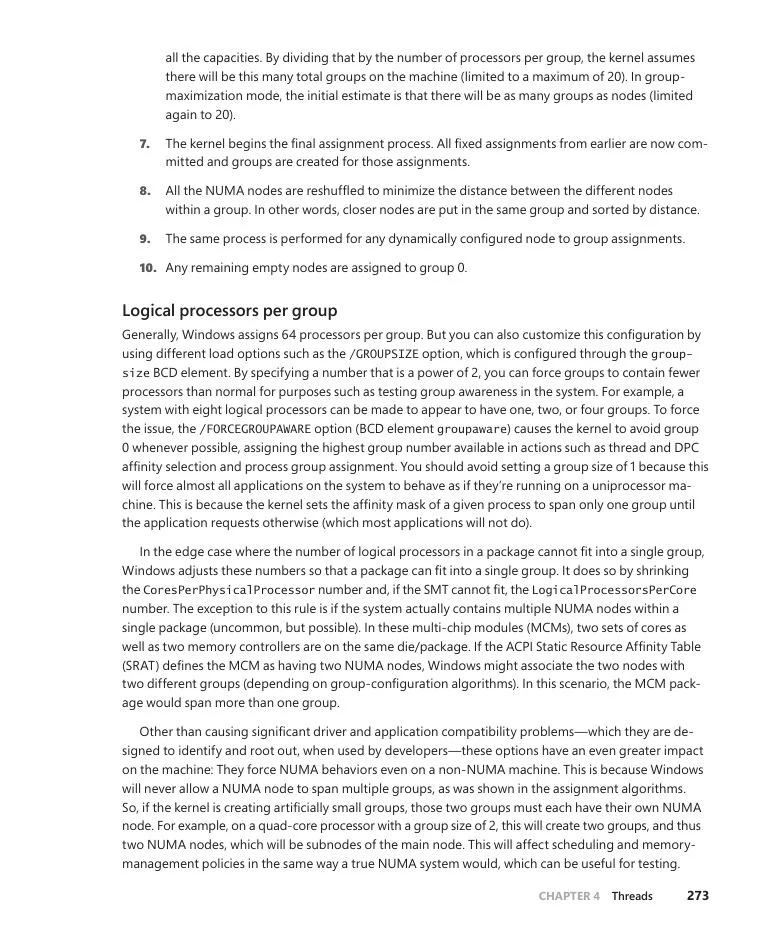 all the capacities. By dividing that by the number of processors per group, the kernel assumes
there will be this many total groups on the machine (limited to a maximum of 20). In group-
maximization mode, the initial estimate is that there will be as many groups as nodes (limited
again to 20).
7. The kernel begins the final assignment process. All fixed assignments from earlier are now com-
mitted and groups are created for those assignments.
8. All the NUMA nodes are reshuffled to minimize the distance between the different nodes
within a group. In other words, closer nodes are put in the same group and sorted by distance.
9. The same process is performed for any dynamically configured node to group assignments.
10. Any remaining empty nodes are assigned to group 0.
Logical processors per group
Generally, Windows assigns 64 processors per group. But you can also customize this configuration by
using different load options such as the /GROUPSIZE option, which is configured through the group-
size BCD element. By specifying a number that is a power of 2, you can force groups to contain fewer
processors than normal for purposes such as testing group awareness in the system. For example, a
system with eight logical processors can be made to appear to have one, two, or four groups. To force
the issue, the /FORCEGROUPAWARE option (BCD element groupaware) causes the kernel to avoid group
0 whenever possible, assigning the highest group number available in actions such as thread and DPC
affinity selection and process group assignment. You should avoid setting a group size of 1 because this
will force almost all applications on the system to behave as if they're running on a uniprocessor ma-
chine. This is because the kernel sets the affinity mask of a given process to span only one group until
the application requests otherwise (which most applications will not do).
In the edge case where the number of logical processors in a package cannot fit into a single group,
Windows adjusts these numbers so that a package can fit into a single group. It does so by shrinking
the CoresPerPhysicalProcessor number and, if the SMT cannot fit, the LogicalProcessorsPerCore
number. The exception to this rule is if the system actually contains multiple NUMA nodes within a
single package (uncommon, but possible). In these multi-chip modules (MCMs), two sets of cores as
well as two memory controllers are on the same die/package. If the ACPI Static Resource Affinity Table
(SRAT) defines the MCM as having two NUMA nodes, Windows might associate the two nodes with
two different groups (depending on group-configuration algorithms). In this scenario, the MCM pack-
age would span more than one group.
Other than causing significant driver and application compatibility problems—which they are de-
signed to identify and root out, when used by developers—these options have an even greater impact
on the machine: They force NUMA behaviors even on a non-NUMA machine. This is because Windows
will never allow a NUMA node to span multiple groups, as was shown in the assignment algorithms.
So, if the kernel is creating artificially small groups, those two groups must each have their own NUMA
node. For example, on a quad-core processor with a group size of 2, this will create two groups, and thus
two NUMA nodes, which will be subnodes of the main node. This will affect scheduling and memory-
management policies in the same way a true NUMA system would, which can be useful for testing.
CHAPTER 4 Threads 273